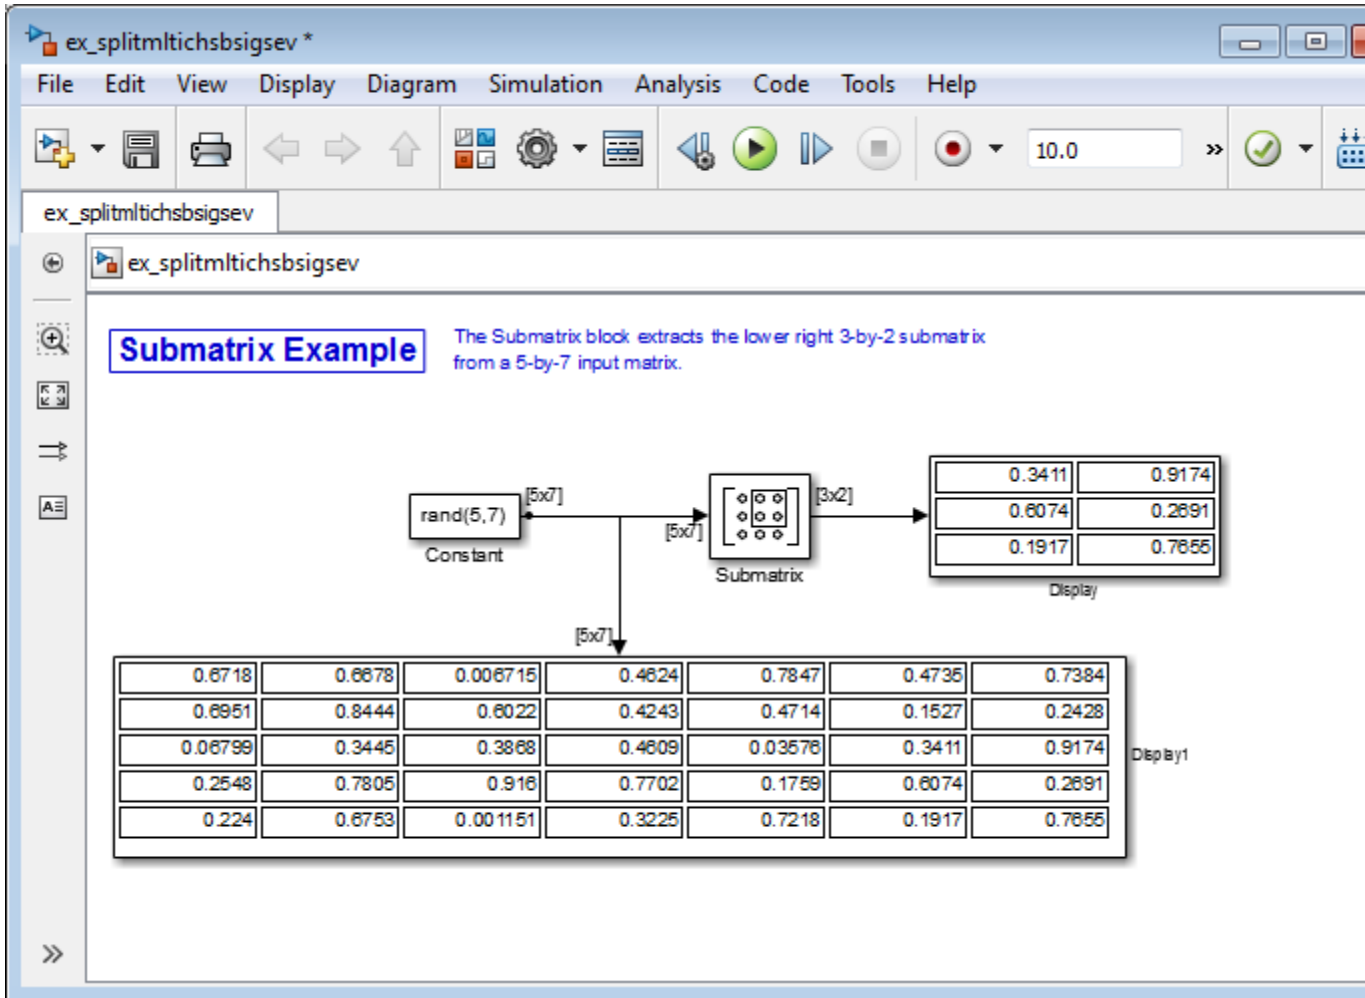 ex_splitmltichsbsigsev *
File Edit View Display Diagram Simulation Analysis Code Tools Help
10.0
ex_splitmltichsbsigsev
ex_splitmltichsbsigsev
Submatrix Example
The Submatrix block extracts the lower right 3-by-2 submatrix
from a 5-by-7 input matrix.
rand(5,7)
Constant
[5x7]
[5x7]
Submatrix
[3x2]
0.3411 0.9174
0.6074 0.2691
0.1917 0.7655
Display
[5x7]
0.6718 0.6678 0.006715 0.4624 0.7847 0.4735 0.7384
0.6951 0.8444 0.6022 0.4243 0.4714 0.1527 0.2428
0.06799 0.3445 0.3868 0.4609 0.03576 0.3411 0.9174
0.2548 0.7805 0.916 0.7702 0.1759 0.6074 0.2691
0.224 0.6753 0.001151 0.3225 0.7218 0.1917 0.7655
Display1